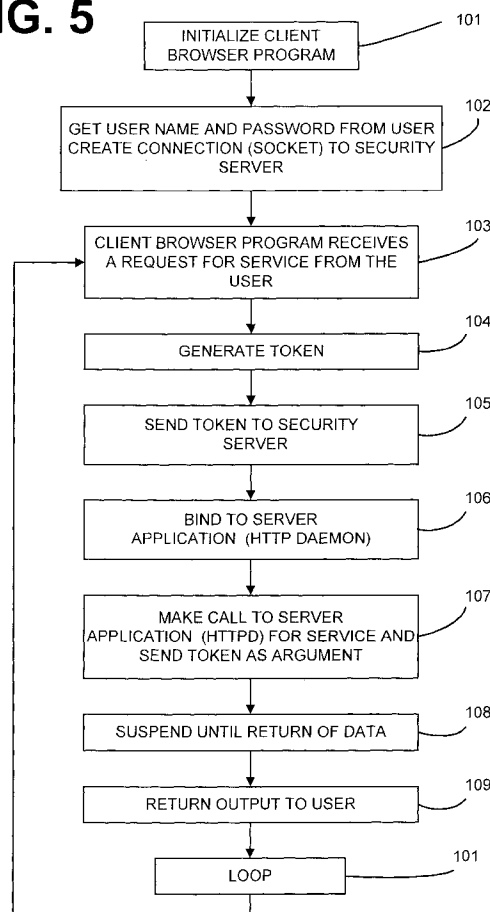 IG. 5
101
INITIALIZE CLIENT
BROWSER PROGRAM
102
GET USER NAME AND PASSWORD FROM USER
CREATE CONNECTION (SOCKET) TO SECURITY
SERVER
103
CLIENT BROWSER PROGRAM RECEIVES
A REQUEST FOR SERVICE FROM THE
USER
104
GENERATE TOKEN
105
SEND TOKEN TO SECURITY
SERVER
106
BIND TO SERVER
APPLICATION (HTTP DAEMON)
107
MAKE CALL TO SERVER
APPLICATION (HTTPD) FOR SERVICE AND
SEND TOKEN AS ARGUMENT
108
SUSPEND UNTIL RETURN OF DATA
109
RETURN OUTPUT TO USER
101
LOOP